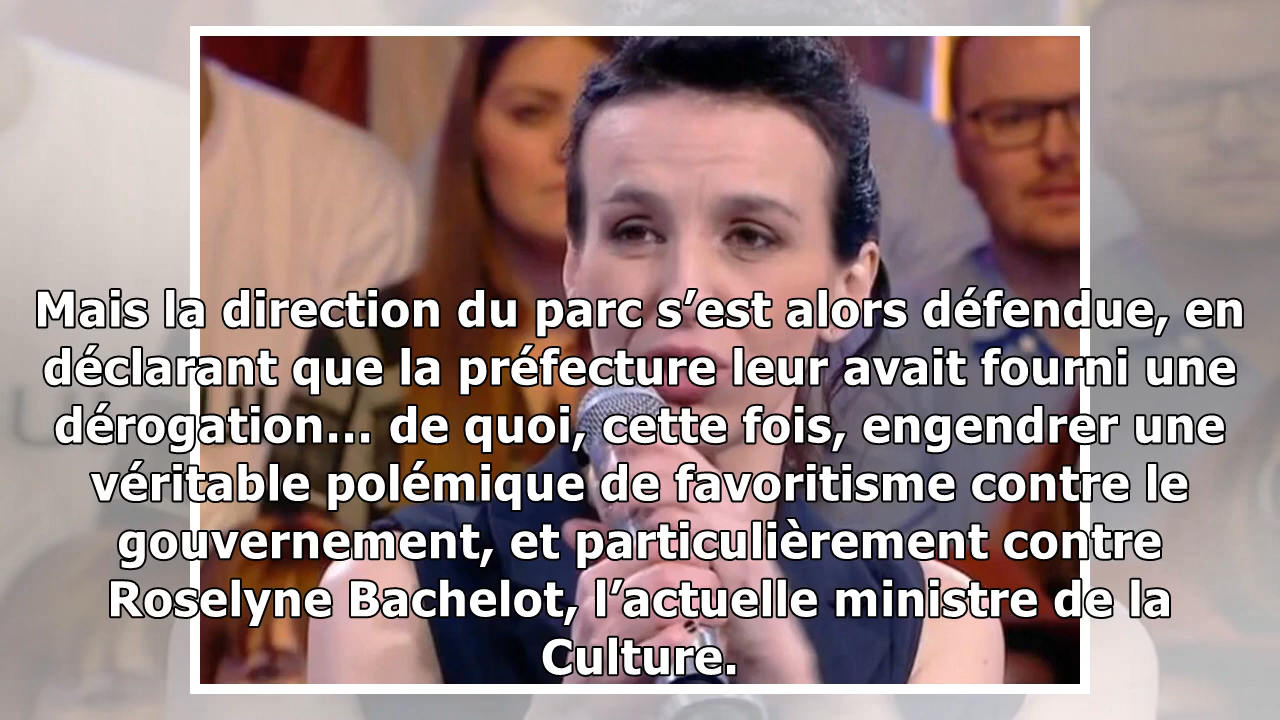 Mais la direction du parc s’est alors défendue, en
déclarant que la préfecture leur avait fourni une
dérogation... de quoi, cette fois, engendrer une
véritable polémique de favoritisme contre le
gouvernement, et particulièrement contre
Roselyne Bachelot, l’actuelle ministre de la
Culture.